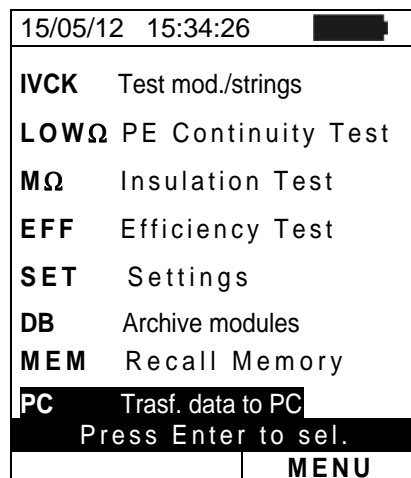 15/05/12 15:34:26
IVCK Test mod./strings
LOWΩ PE Continuity Test
MΩ Insulation Test
EFF Efficiency Test
SET Settings
DB Archive modules
MEM Recall Memory
PC Trasf. data to PC
Press Enter to sel.
MENU